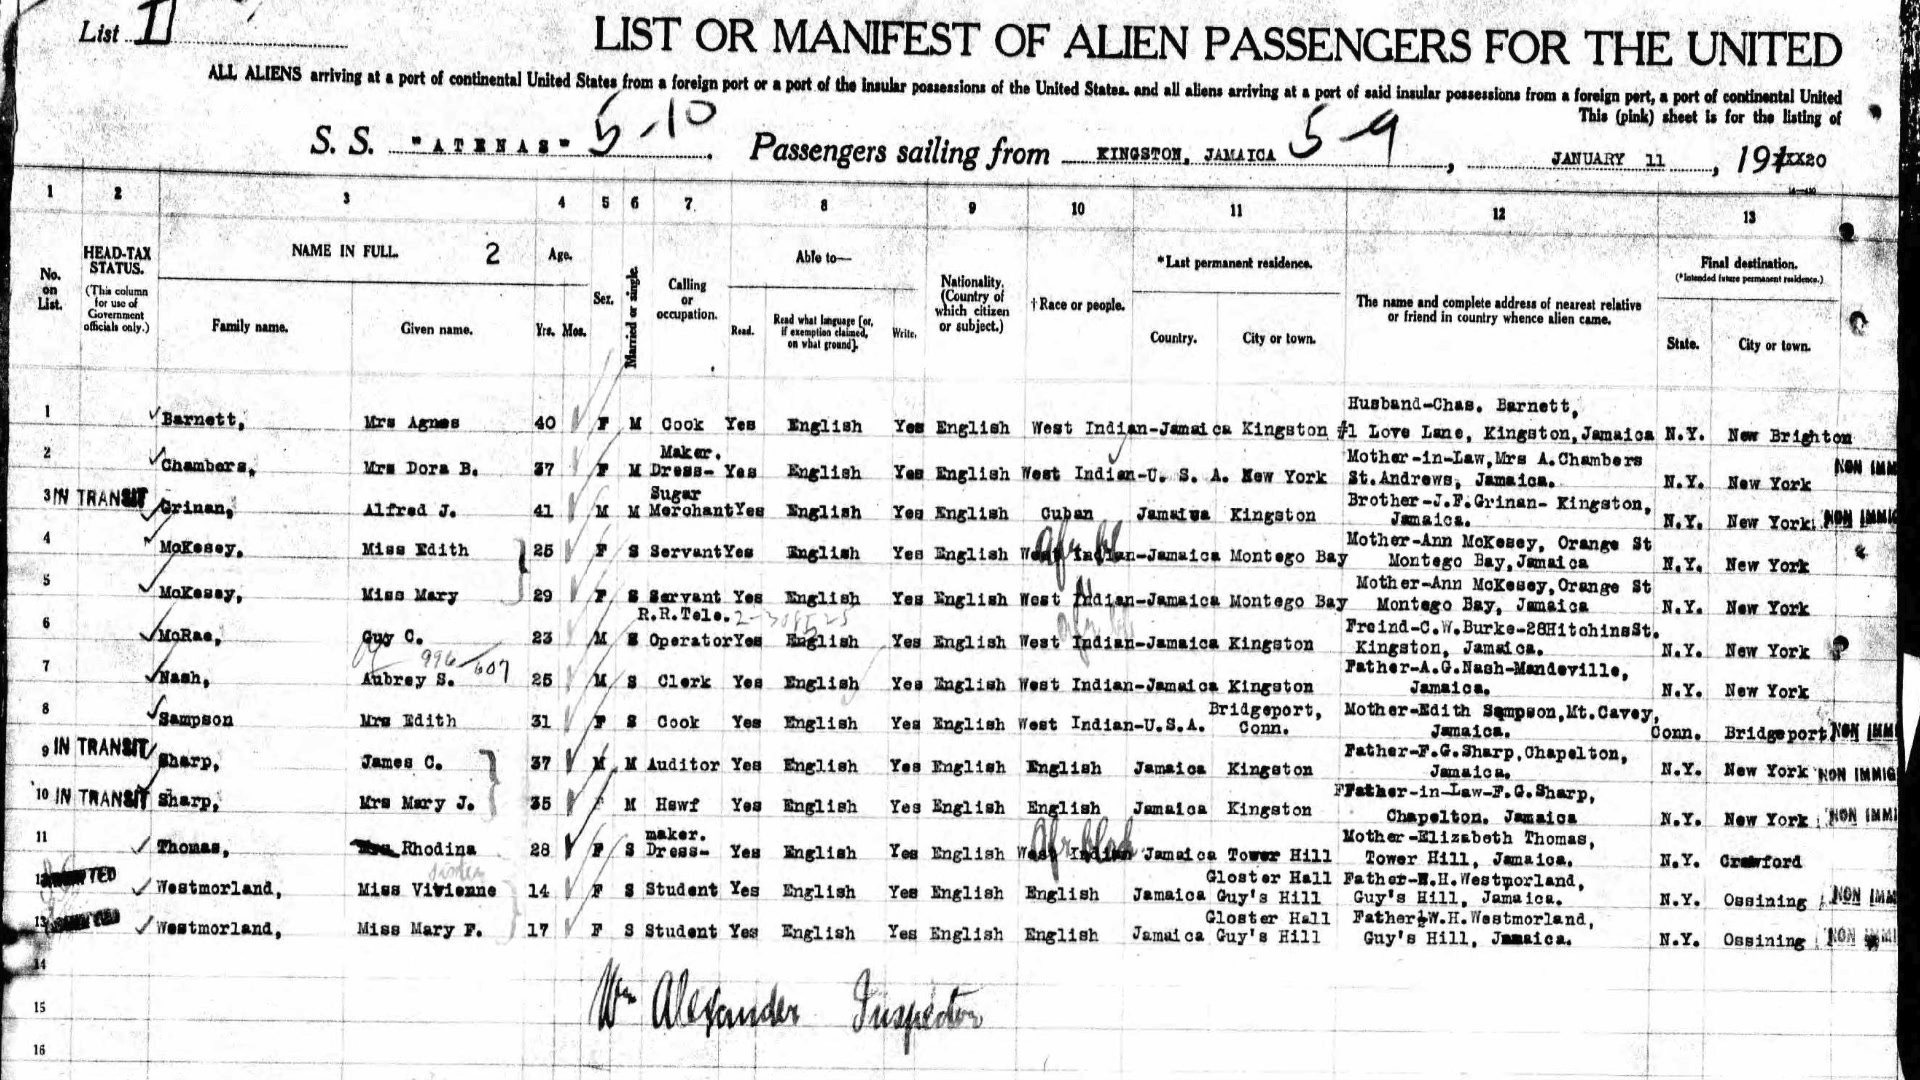 List II
LIST OR MANIFEST OF ALIEN PASSENGERS FOR THE UNITED
ALL ALIENS arriving at a port of continental United States from a foreign port or a port of the insular possessions of the United States, and all aliens arriving at a port of said insular possessions from a foreign port, a port of continental United
This (pink) sheet is for the listing of
S. S. "ATENAS" 5-10 Passengers sailing from KINGSTON, JAMAICA 5-9, JANUARY 11, 191XX20
1 2 3 4 5 6 7 8 9 10 11 12 13
No. on List. HEAD-TAX STATUS. (This column for use of Government officials only.) NAME IN FULL. 2 Family name. Given name. Age. Yrs. Mos. Sex. Married or single. Calling or occupation. Able to— Read. Read what language [or, if exemption claimed, on what ground]. Write. Nationality. (Country of which citizen or subject.) †Race or people. *Last permanent residence. Country. City or town. The name and complete address of nearest relative or friend in country whence alien came. Final destination. (*Intended future permanent residence.) State. City or town.
1 Barnett, Mrs Agnes 40 F M Cook Yes English Yes English West Indian-Jamaica Kingston Husband-Chas. Barnett, #1 Love Lane, Kingston, Jamaica N.Y. New Brighton
2 Chambers, Mrs Dora B. 37 F M Dress-Maker. Yes English Yes English West Indian-U. S. A. New York Mother-in-Law, Mrs A.Chambers St.Andrews, Jamaica. N.Y. New York NON IMM
3 IN TRANSIT Grinan, Alfred J. 41 M M Sugar Merchant Yes English Yes English Cuban Jamaica Kingston Brother-J.F.Grinan- Kingston, Jamaica. N.Y. New York NON IMMIG
4 McKesey, Miss Edith 25 F S Servant Yes English Yes English West Indian-Jamaica Montego Bay Mother-Ann McKesey, Orange St Montego Bay, Jamaica N.Y. New York
5 McKesey, Miss Mary 29 F S Servant Yes English Yes English West Indian-Jamaica Montego Bay Mother-Ann McKesey, Orange St Montego Bay, Jamaica N.Y. New York
6 McRae, Guy C. 23 M S R.R.Tele. Operator Yes English Yes English West Indian-Jamaica Kingston Freind-C.W.Burke-28HitchinsSt. Kingston, Jamaica. N.Y. New York
996/607
7 Nash, Aubrey S. 25 M S Clerk Yes English Yes English West Indian-Jamaica Kingston Father-A.G.Nash-Mandeville, Jamaica. N.Y. New York
8 Sampson Mrs Edith 31 F S Cook Yes English Yes English West Indian-U.S.A. Bridgeport, Conn. Mother-Edith Sampson, Mt. Cavey, Jamaica. Conn. Bridgeport NON IMM
9 IN TRANSIT Sharp, James C. 37 M M Auditor Yes English Yes English English Jamaica Kingston Father-F.G.Sharp, Chapelton, Jamaica. N.Y. New York NON IMMIG
10 IN TRANSIT Sharp, Mrs Mary J. 35 F M Hswf Yes English Yes English English Jamaica Kingston FFather-in-Law-F.G.Sharp, Chapelton. Jamaica N.Y. New York NON IMMI
11 Thomas, Rhodina 28 F S Dress-maker. Yes English Yes English West Indian Afr blck Jamaica Tower Hill Mother-Elizabeth Thomas, Tower Hill, Jamaica. N.Y. Crawford
12 Westmorland, Miss Vivienne 14 F S Student Yes English Yes English English Jamaica Gloster Hall Guy's Hill Father-W.H.Westmorland, Guy's Hill, Jamaica. N.Y. Ossining NON IMM
sister
13 Westmorland, Miss Mary F. 17 F S Student Yes English Yes English English Jamaica Gloster Hall Guy's Hill Father-W.H.Westmorland, Guy's Hill, Jamaica. N.Y. Ossining NON IMMI
14
15 Wm Alexander Inspector
16